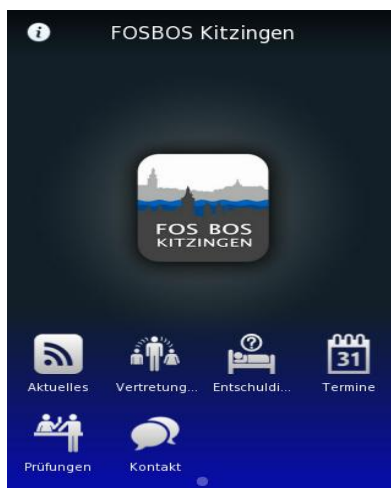 i FOSBOS Kitzingen
FOS BOS
KITZINGEN
?
31
Aktuelles Vertretung... Entschuldi... Termine
Prüfungen Kontakt